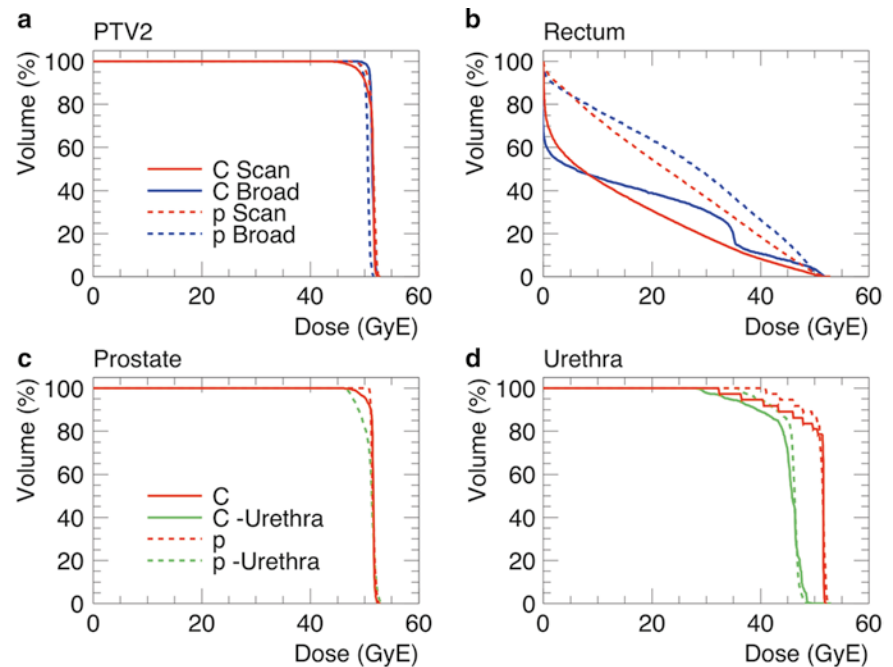 a PTV2
Volume (%)
100
80
60
40
20
0
C Scan
C Broad
p Scan
p Broad
0 20 40 60
Dose (GyE)
b Rectum
Volume (%)
100
80
60
40
20
0
0 20 40 60
Dose (GyE)
c Prostate
Volume (%)
100
80
60
40
20
0
C
C -Urethra
p
p -Urethra
0 20 40 60
Dose (GyE)
d Urethra
Volume (%)
100
80
60
40
20
0
0 20 40 60
Dose (GyE)